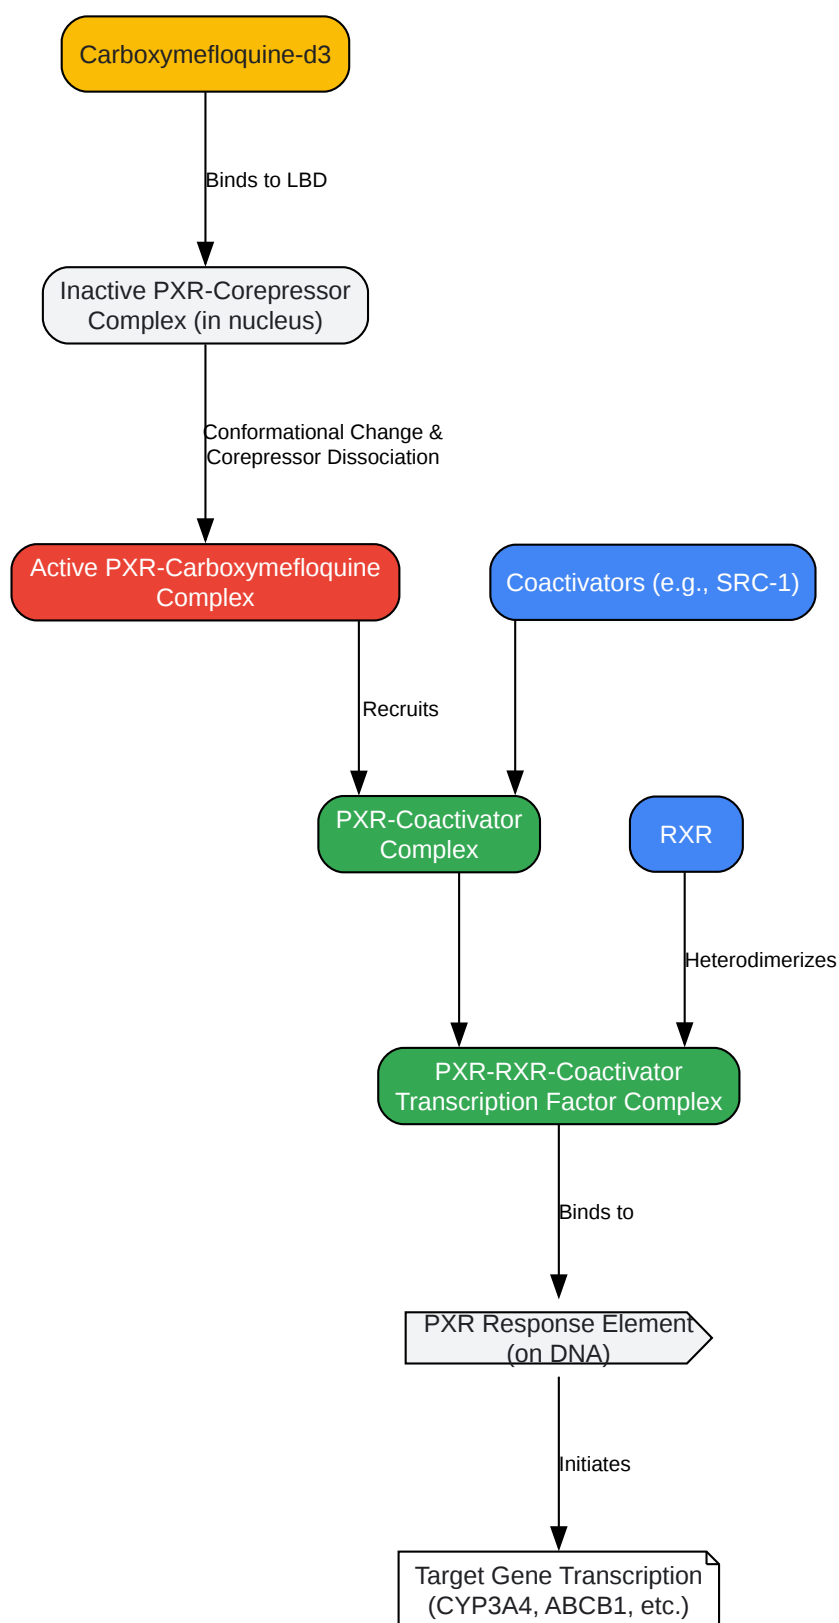 Carboxymefloquine-d3
Binds to LBD
Inactive PXR-Corepressor
Complex (in nucleus)
Conformational Change &
Corepressor Dissociation
Active PXR-Carboxymefloquine
Complex
Coactivators (e.g., SRC-1)
Recruits
PXR-Coactivator
Complex
RXR
Heterodimerizes
PXR-RXR-Coactivator
Transcription Factor Complex
Binds to
PXR Response Element
(on DNA)
Initiates
Target Gene Transcription
(CYP3A4, ABCB1, etc.)